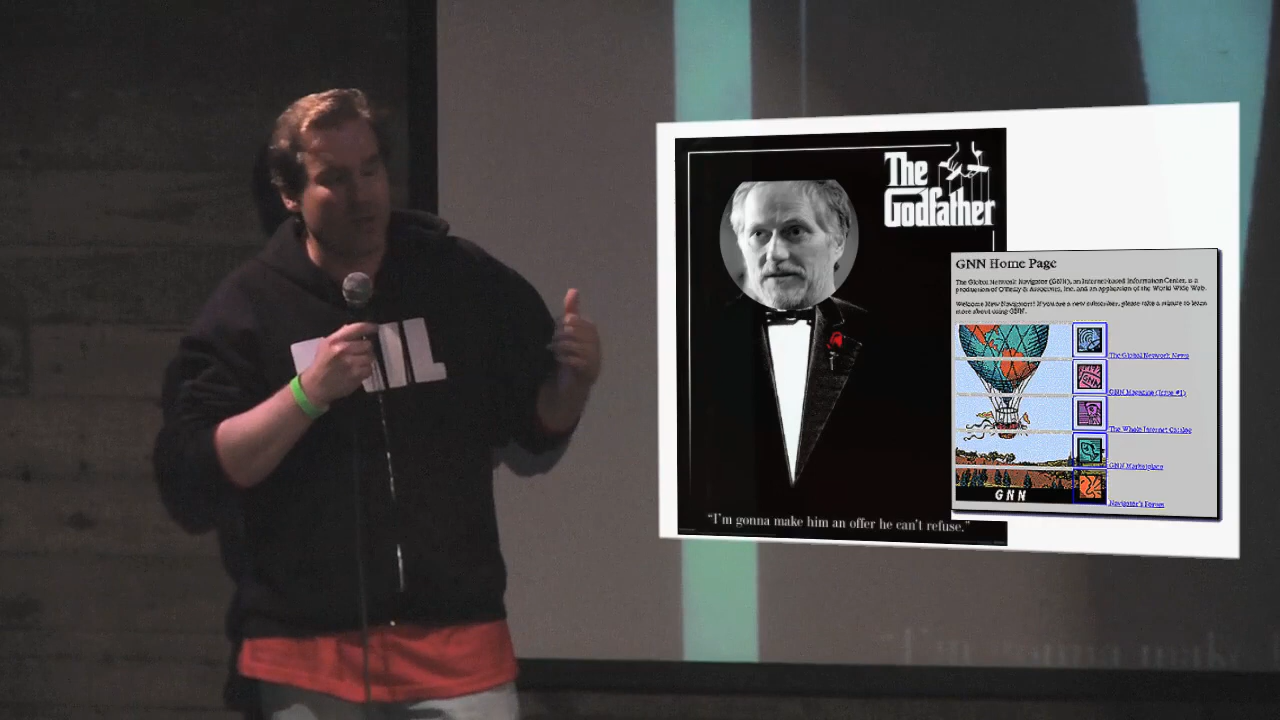 The
Godfather
"I'm gonna make him an offer he can't refuse."
GNN Home Page
The Global Network Navigator (GNN), an Internet-based Information Center, is a
production of O'Reilly & Associates, Inc. and an application of the World Wide Web.
Welcome New Navigators! If you are a new subscriber, please take a minute to learn
more about using GNN.
The Global Network News
GNN Magazine (Issue #1)
The Whole Internet Catalog
GNN Marketplace
Navigator's Forum
GNN
I'm gonna make